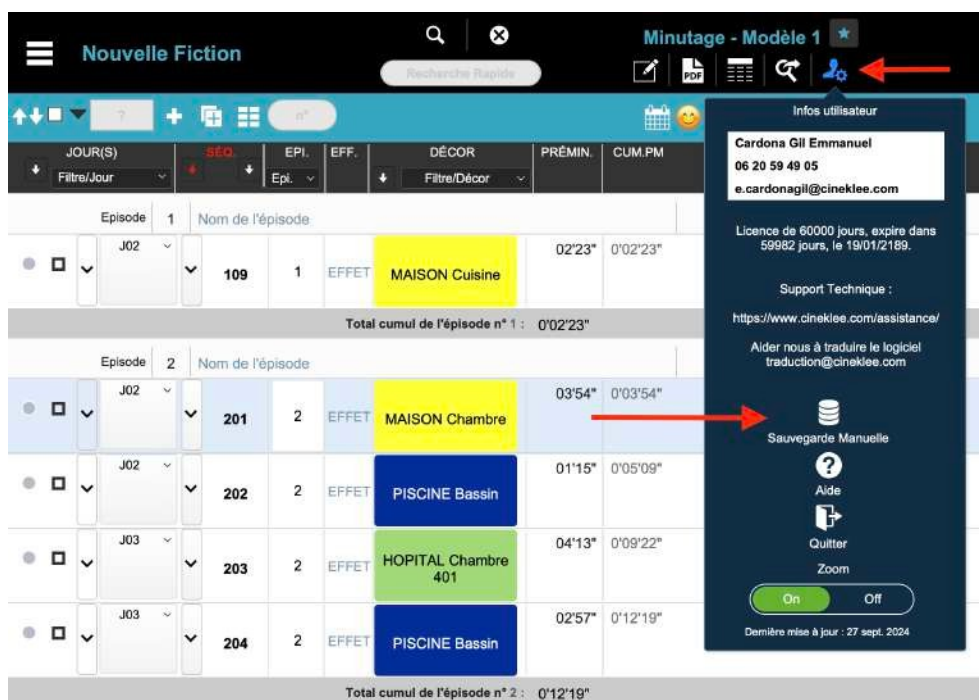 Nouvelle Fiction
Minutage - Modèle 1
Recherche Rapide
PDF
?
n°
JOUR(S)
SÉQ.
EPI.
EFF.
DÉCOR
PRÉMIN.
CUM.PM
Filtre/Jour
Epi.
Filtre/Décor
Episode 1 Nom de l'épisode
J02
109 1 EFFET MAISON Cuisine 02'23" 0'02'23"
Total cumul de l'épisode n° 1 : 0'02'23"
Episode 2 Nom de l'épisode
J02
201 2 EFFET MAISON Chambre 03'54" 0'03'54"
J02
202 2 EFFET PISCINE Bassin 01'15" 0'05'09"
J03
203 2 EFFET HOPITAL Chambre 04'13" 0'09'22"
401
J03
204 2 EFFET PISCINE Bassin 02'57" 0'12'19"
Total cumul de l'épisode n° 2 : 0'12'19"
Infos utilisateur
Cardona Gil Emmanuel
06 20 59 49 05
e.cardonagil@cineklee.com
Licence de 60000 jours, expire dans
59982 jours, le 19/01/2189.
Support Technique :
https://www.cineklee.com/assistance/
Aider nous à traduire le logiciel
traduction@cineklee.com
Sauvegarde Manuelle
?
Aide
Quitter
Zoom
On Off
Dernière mise à jour : 27 sept. 2024